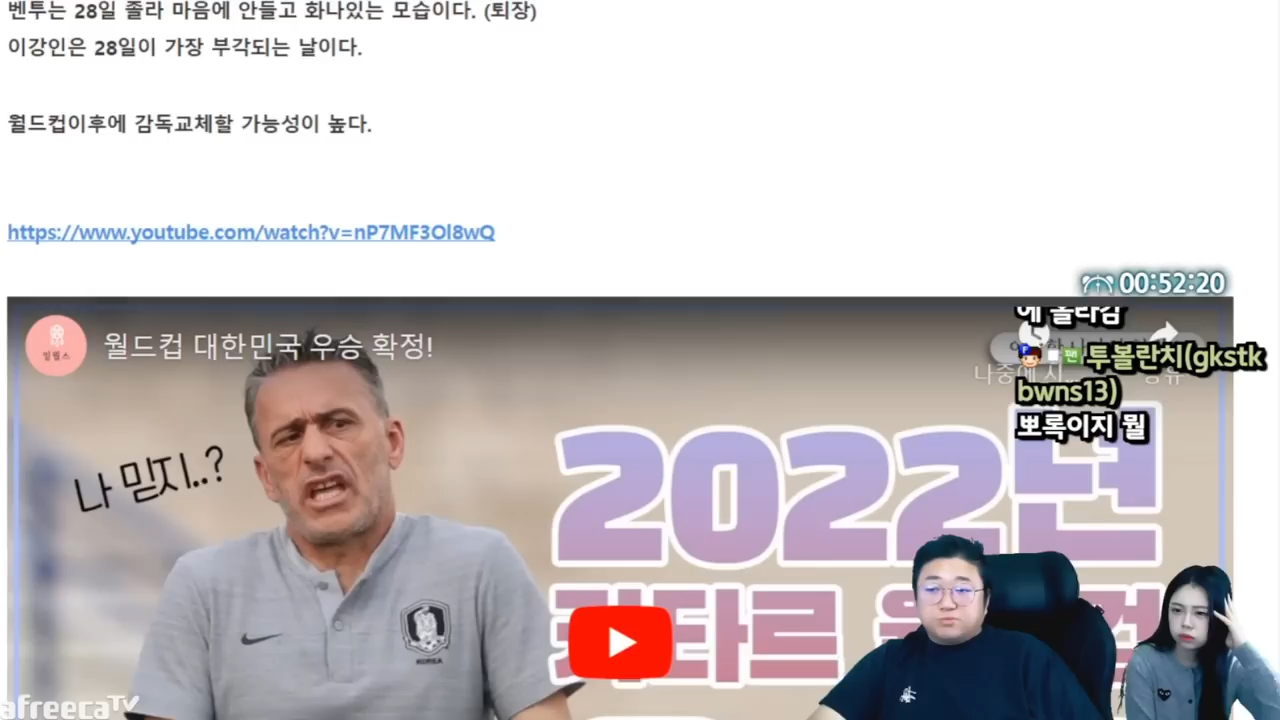 벤투는 28일 졸라 마음에 안들고 화나있는 모습이다. (퇴장)
이강인은 28일이 가장 부각되는 날이다.
월드컵이후에 감독교체할 가능성이 높다.
https://www.youtube.com/watch?v=nP7MF3Ol8wQ
00:52:20
월드컵 대한민국 우승 확정!
투볼란치(gkstk
bwns13)
뽀록이지 뭘
나 믿지..?
2022년
카타르
KOREA
afreecaTV